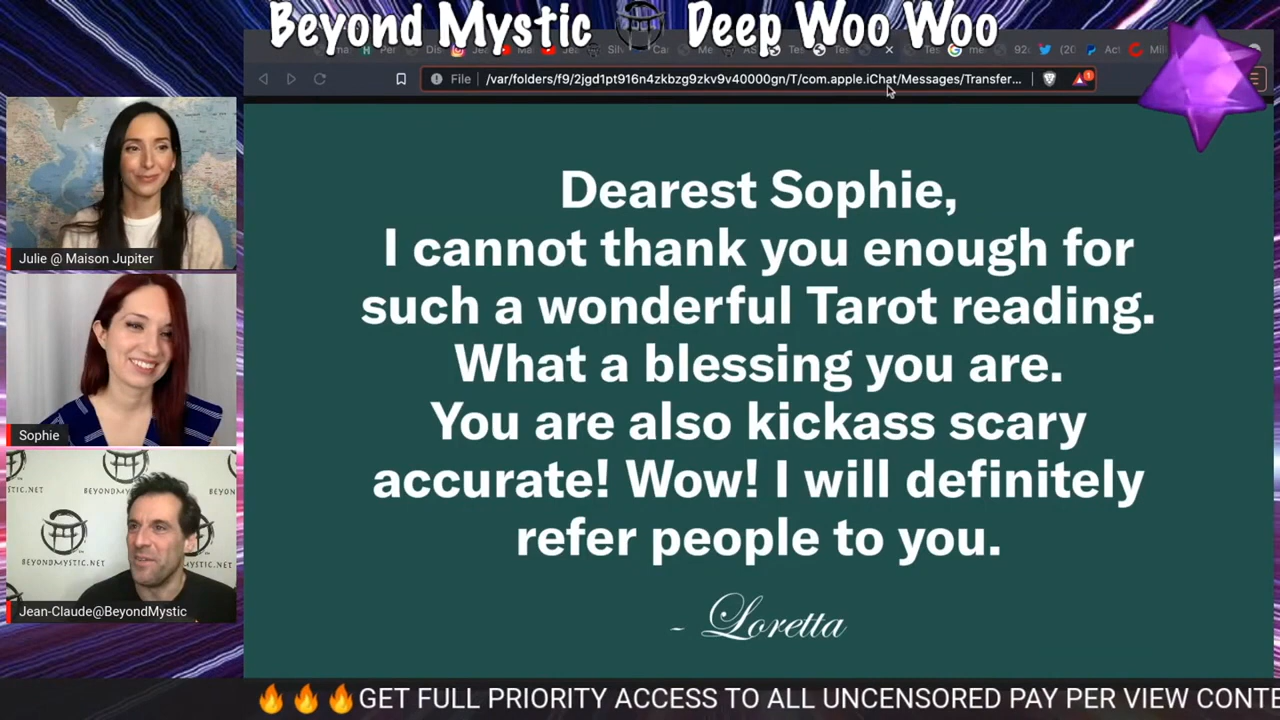 Beyond Mystic Deep Woo Woo
File /var/folders/f9/2jgd1pt916n4zkbzg9zkv9v40000gn/T/com.apple.iChat/Messages/Transfer...
Dearest Sophie,
I cannot thank you enough for
such a wonderful Tarot reading.
What a blessing you are.
You are also kickass scary
accurate! Wow! I will definitely
refer people to you.
- Loretta
Julie @ Maison Jupiter
Sophie
BEYONDMYSTIC.NET
BEYONDMYSTIC.NET
Jean-Claude@BeyondMystic
🔥🔥🔥GET FULL PRIORITY ACCESS TO ALL UNCENSORED PAY PER VIEW CONTE